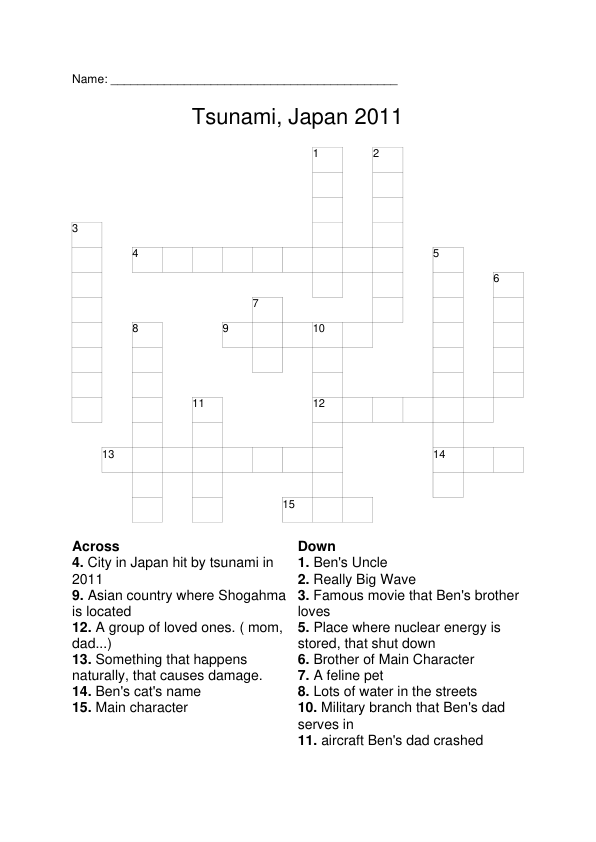 Name: ___________________________________________
Tsunami, Japan 2011
1 2
3
4 5
6
7
8 9 10
11 12
13 14
15
Across
4. City in Japan hit by tsunami in
2011
9. Asian country where Shogahma
is located
12. A group of loved ones. ( mom,
dad...)
13. Something that happens
naturally, that causes damage.
14. Ben's cat's name
15. Main character
Down
1. Ben's Uncle
2. Really Big Wave
3. Famous movie that Ben's brother
loves
5. Place where nuclear energy is
stored, that shut down
6. Brother of Main Character
7. A feline pet
8. Lots of water in the streets
10. Military branch that Ben's dad
serves in
11. aircraft Ben's dad crashed